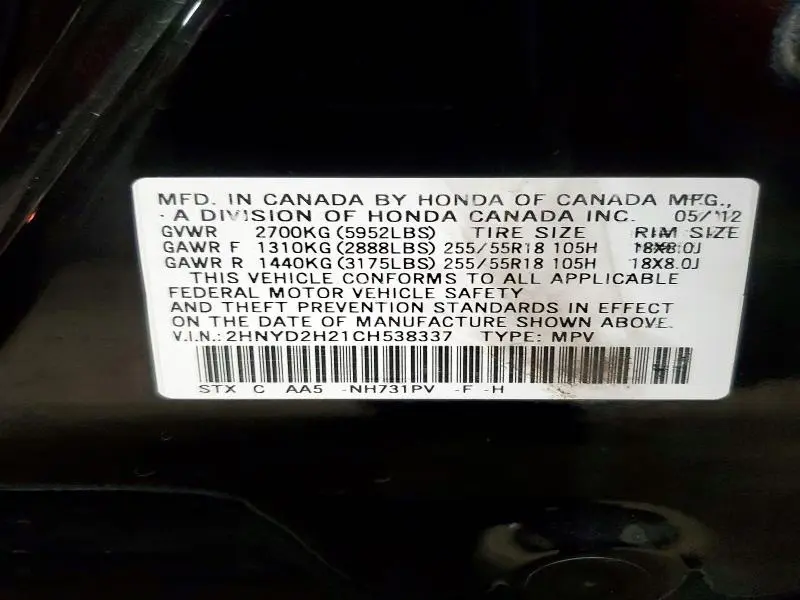 MFD. IN CANADA BY HONDA OF CANADA MFG.,
A DIVISION OF HONDA CANADA INC. 05/12
GVWR 2700KG (5952LBS) TIRE SIZE RIM SIZE
GAWR F 1310KG (2888LBS) 255/55R18 105H 18X8.0J
GAWR R 1440KG (3175LBS) 255/55R18 105H 18X8.0J
THIS VEHICLE CONFORMS TO ALL APPLICABLE
FEDERAL MOTOR VEHICLE SAFETY
AND THEFT PREVENTION STANDARDS IN EFFECT
ON THE DATE OF MANUFACTURE SHOWN ABOVE.
V.I.N.: 2HNYD2H21CH538337 TYPE: MPV
STX C AA5 -NH731PV -F -H